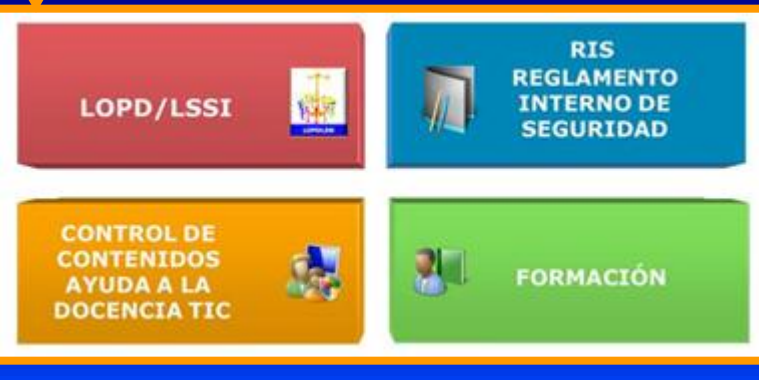 LOPD/LSSI
RIS
REGLAMENTO
INTERNO DE
SEGURIDAD
CONTROL DE
CONTENIDOS
AYUDA A LA
DOCENCIA TIC
FORMACIÓN